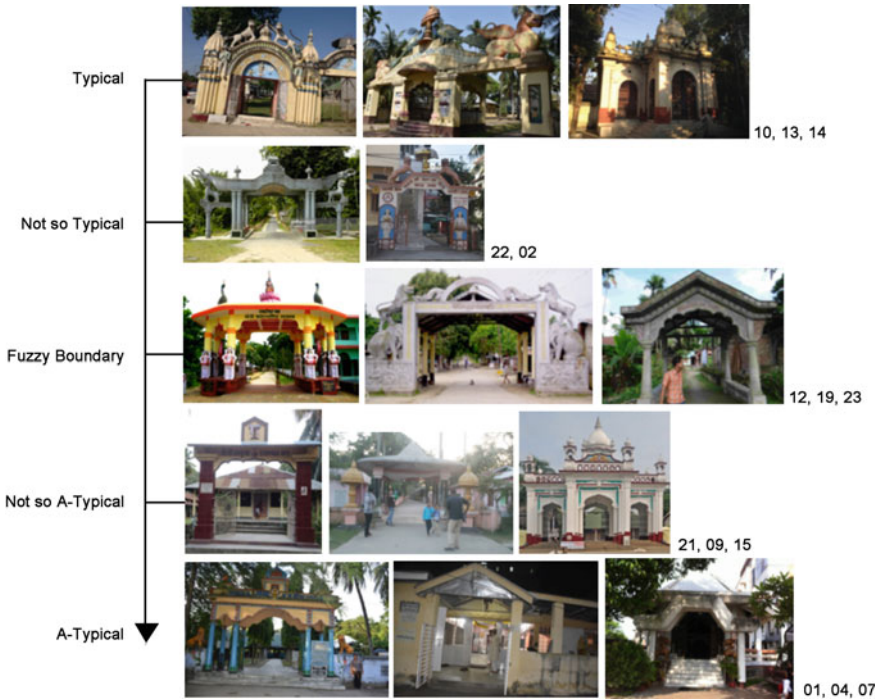 Typical
10, 13, 14
Not so Typical
22, 02
Fuzzy Boundary
12, 19, 23
Not so A-Typical
21, 09, 15
A-Typical
01, 04, 07